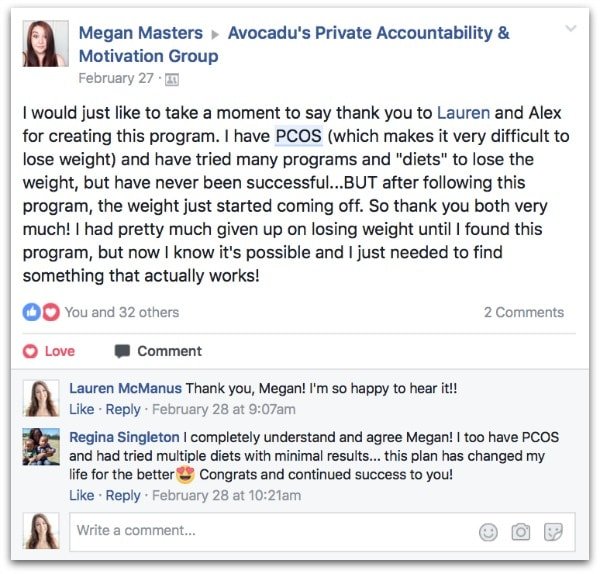 Megan Masters ▸ Avocadu's Private Accountability &
Motivation Group
February 27 ·
I would just like to take a moment to say thank you to Lauren and Alex
for creating this program. I have PCOS (which makes it very difficult to
lose weight) and have tried many programs and "diets" to lose the
weight, but have never been successful...BUT after following this
program, the weight just started coming off. So thank you both very
much! I had pretty much given up on losing weight until I found this
program, but now I know it's possible and I just needed to find
something that actually works!
You and 32 others 2 Comments
Love Comment
Lauren McManus Thank you, Megan! I'm so happy to hear it!!
Like · Reply · February 28 at 9:07am
Regina Singleton I completely understand and agree Megan! I too have PCOS
and had tried multiple diets with minimal results... this plan has changed my
life for the better😍 Congrats and continued success to you!
Like · Reply · February 28 at 10:21am
Write a comment...